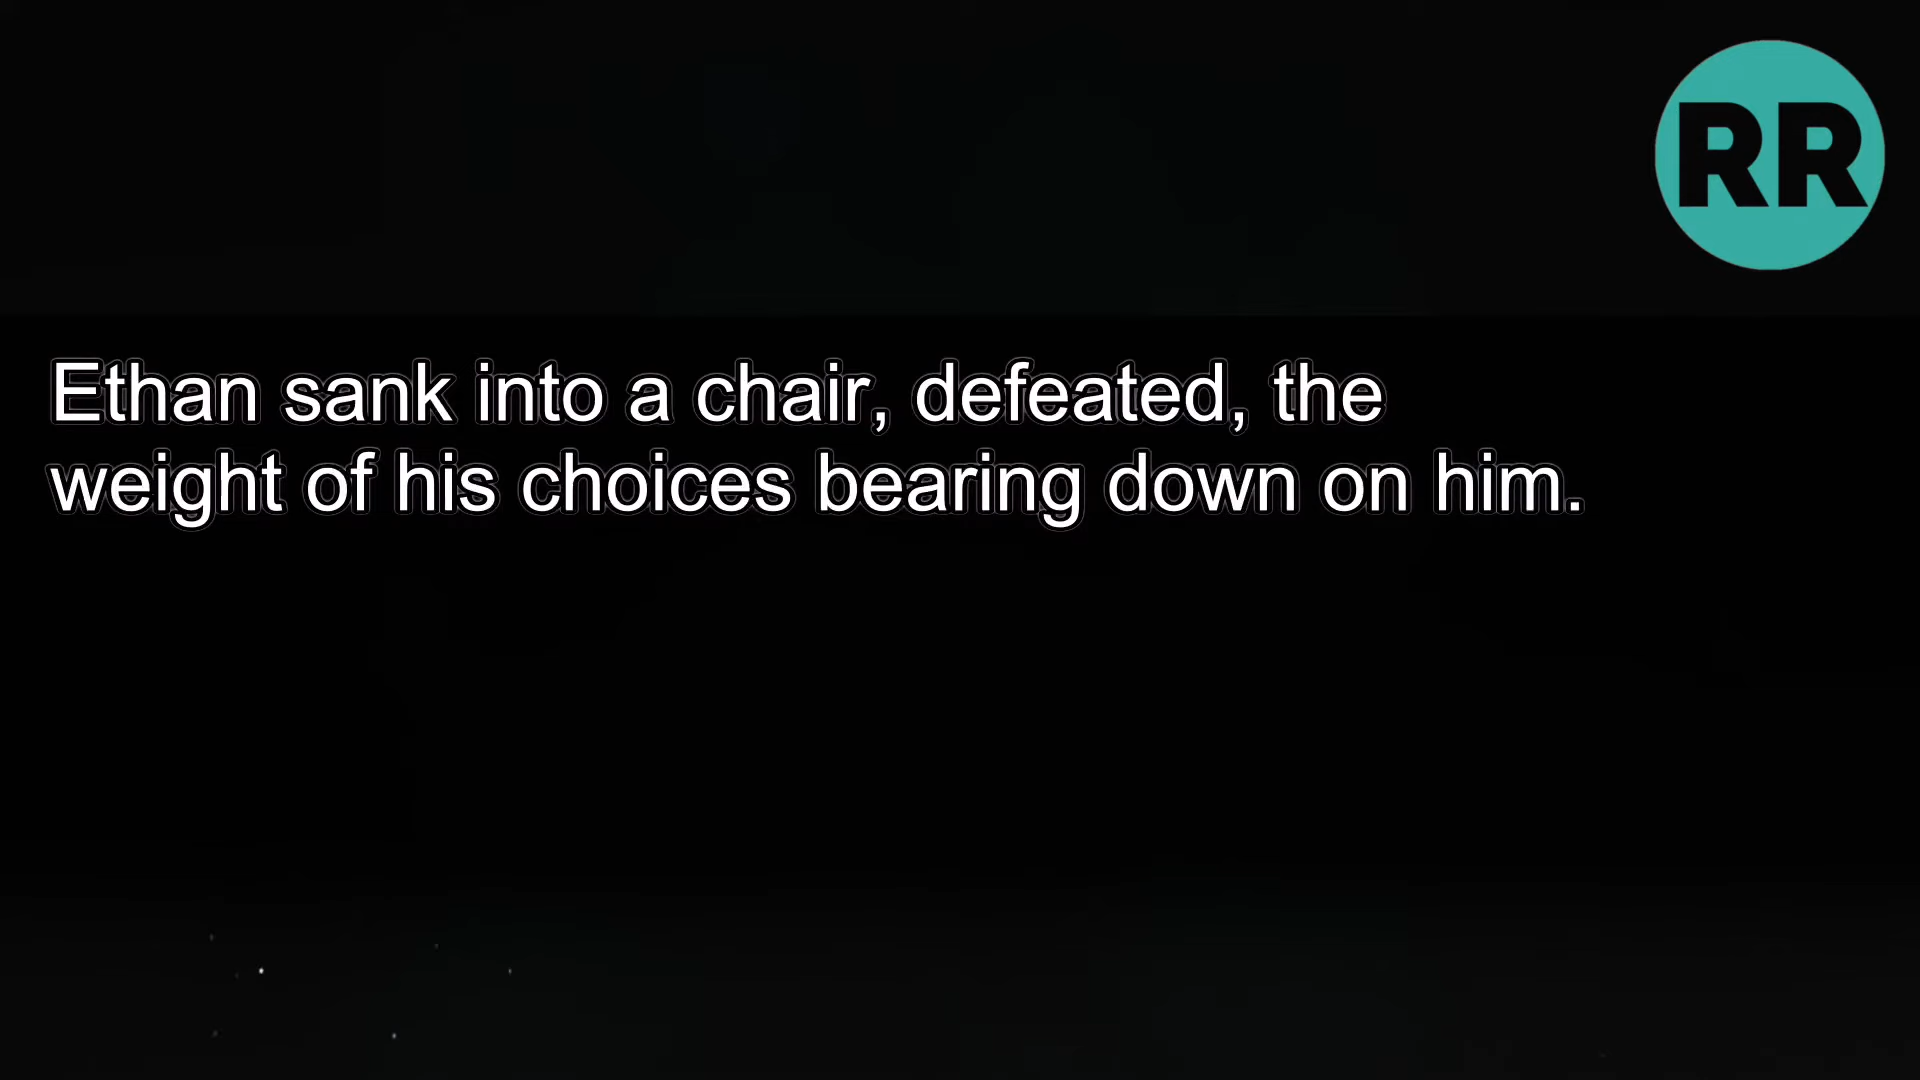 RR
Ethan sank into a chair, defeated, the
weight of his choices bearing down on him.